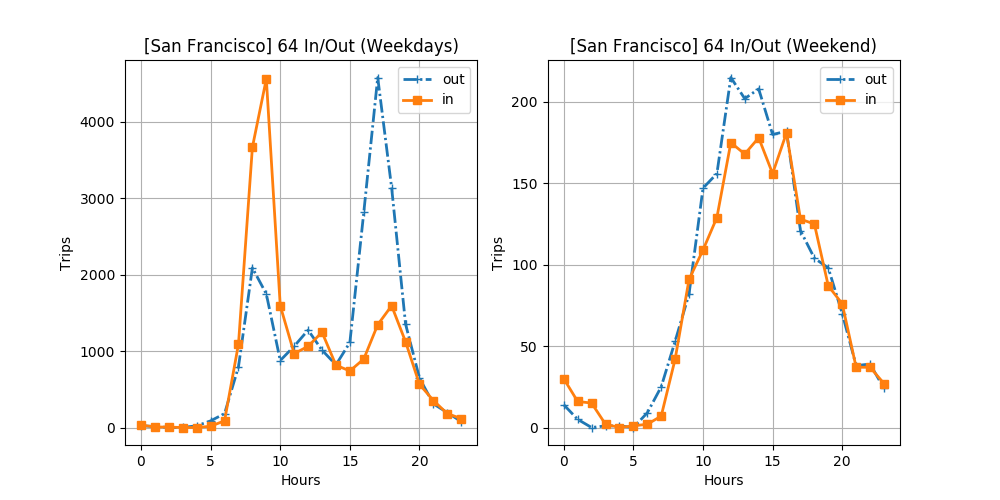 [San Francisco] 64 In/Out (Weekdays)
out
in
4000
3000
2000
1000
0
Trips
0 5 10 15 20
Hours
[San Francisco] 64 In/Out (Weekend)
out
in
200
150
100
50
0
Trips
0 5 10 15 20
Hours